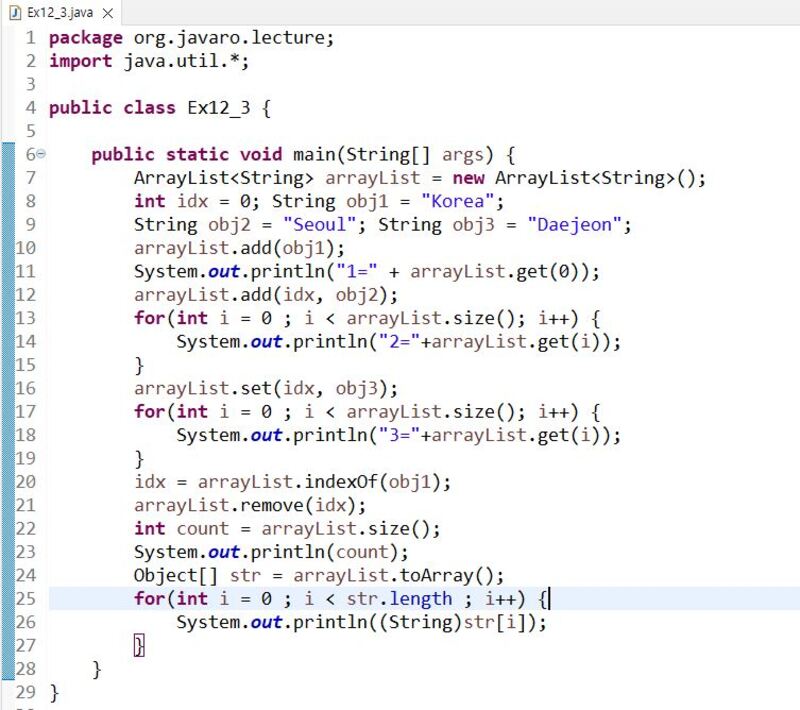 Ex12_3.java
1 package org.javaro.lecture;
2 import java.util.*;
3
4 public class Ex12_3 {
5
6 public static void main(String[] args) {
7 ArrayList<String> arrayList = new ArrayList<String>();
8 int idx = 0; String obj1 = "Korea";
9 String obj2 = "Seoul"; String obj3 = "Daejeon";
10 arrayList.add(obj1);
11 System.out.println("1=" + arrayList.get(0));
12 arrayList.add(idx, obj2);
13 for(int i = 0 ; i < arrayList.size(); i++) {
14 System.out.println("2="+arrayList.get(i));
15 }
16 arrayList.set(idx, obj3);
17 for(int i = 0 ; i < arrayList.size(); i++) {
18 System.out.println("3="+arrayList.get(i));
19 }
20 idx = arrayList.indexOf(obj1);
21 arrayList.remove(idx);
22 int count = arrayList.size();
23 System.out.println(count);
24 Object[] str = arrayList.toArray();
25 for(int i = 0 ; i < str.length ; i++) {
26 System.out.println((String)str[i]);
27 }
28 }
29 }